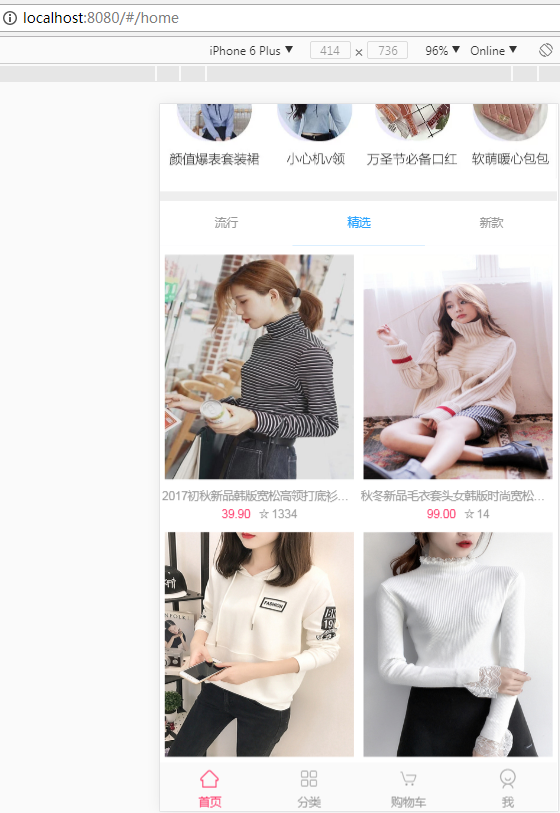 localhost:8080/#/home
iPhone 6 Plus ▼ 414 × 736 96% ▼ Online ▼
颜值爆表套装裙 小心机v领 万圣节必备口红 软萌暖心包包
流行 精选 新款
2017初秋新品韩版宽松高领打底衫... 秋冬新品毛衣套头女韩版时尚宽松...
39.90 ☆1334 99.00 ☆14
FASHION
首页 分类 购物车 我